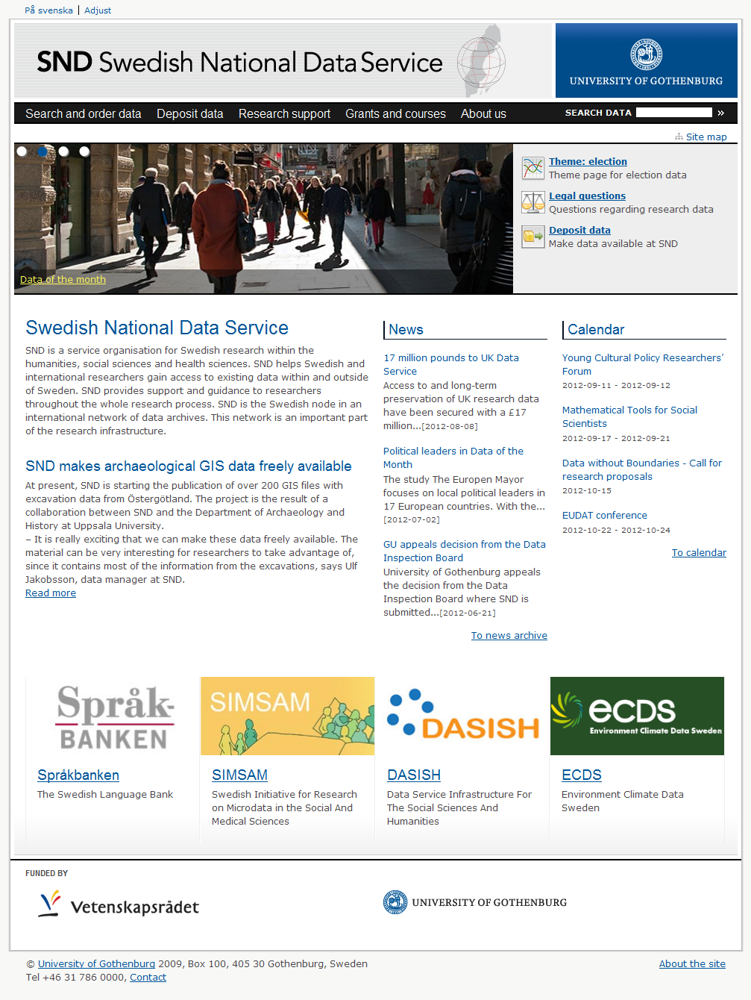 På svenska | Adjust
SND Swedish National Data Service
UNIVERSITY OF GOTHENBURG
Search and order data Deposit data Research support Grants and courses About us SEARCH DATA »
Site map
Theme: election
Theme page for election data
Legal questions
Questions regarding research data
Deposit data
Make data available at SND
Data of the month
Swedish National Data Service
SND is a service organisation for Swedish research within the
humanities, social sciences and health sciences. SND helps Swedish and
international researchers gain access to existing data within and outside
of Sweden. SND provides support and guidance to researchers
throughout the whole research process. SND is the Swedish node in an
international network of data archives. This network is an important part
of the research infrastructure.
SND makes archaeological GIS data freely available
At present, SND is starting the publication of over 200 GIS files with
excavation data from Östergötland. The project is the result of a
collaboration between SND and the Department of Archaeology and
History at Uppsala University.
– It is really exciting that we can make these data freely available. The
material can be very interesting for researchers to take advantage of,
since it contains most of the information from the excavations, says Ulf
Jakobsson, data manager at SND.
Read more
News
17 million pounds to UK Data
Service
Access to and long-term
preservation of UK research data
have been secured with a £17
million...[2012-08-08]
Political leaders in Data of the
Month
The study The Europen Mayor
focuses on local political leaders in
17 European countries. With the...
[2012-07-02]
GU appeals decision from the Data
Inspection Board
University of Gothenburg appeals
the decision from the Data
Inspection Board where SND is
submitted...[2012-06-21]
To news archive
Calendar
Young Cultural Policy Researchers´
Forum
2012-09-11 - 2012-09-12
Mathematical Tools for Social
Scientists
2012-09-17 - 2012-09-21
Data without Boundaries - Call for
research proposals
2012-10-15
EUDAT conference
2012-10-22 - 2012-10-24
To calendar
Språk-
BANKEN
Språkbanken
The Swedish Language Bank
SIMSAM
SIMSAM
Swedish Initiative for Research
on Microdata in the Social And
Medical Sciences
DASISH
DASISH
Data Service Infrastructure For
The Social Sciences And
Humanities
ecds
Environment Climate Data Sweden
ECDS
Environment Climate Data
Sweden
FUNDED BY
Vetenskapsrådet
UNIVERSITY OF GOTHENBURG
© University of Gothenburg 2009, Box 100, 405 30 Gothenburg, Sweden
Tel +46 31 786 0000, Contact
About the site